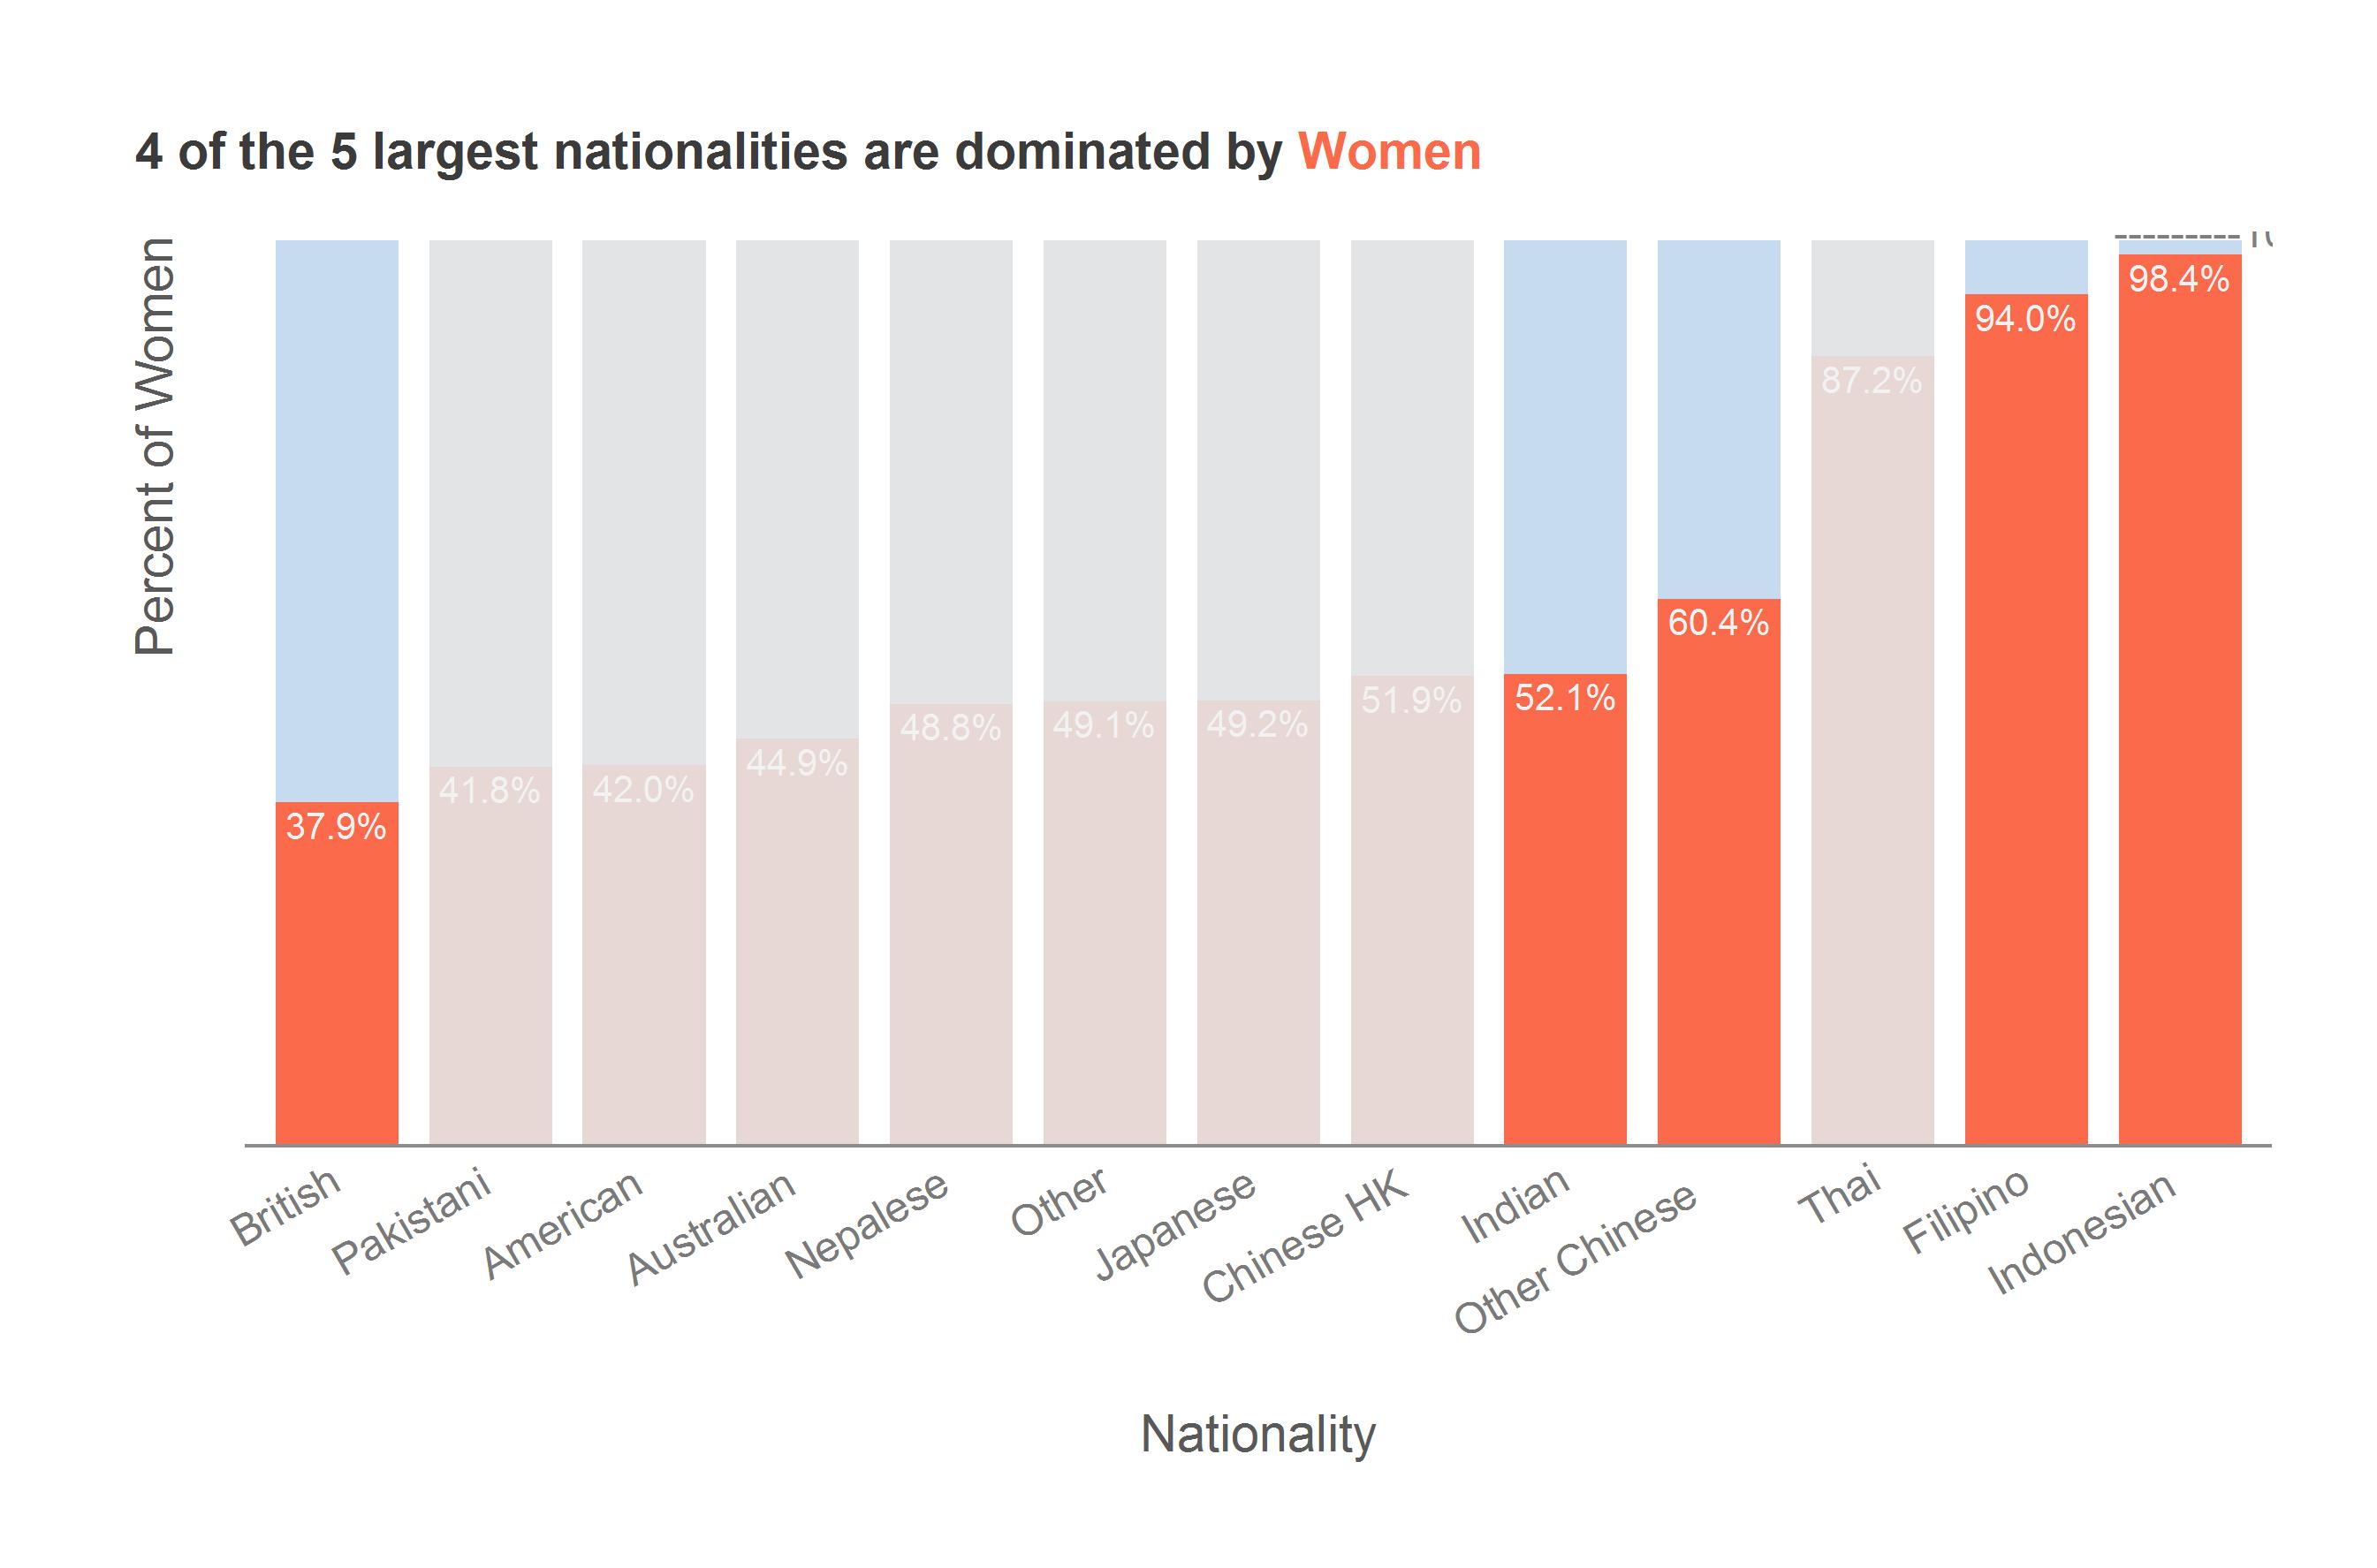 4 of the 5 largest nationalities are dominated by Women
Percent of Women
98.4%
94.0%
87.2%
60.4%
52.1%
51.9%
49.2%
49.1%
48.8%
44.9%
42.0%
41.8%
37.9%
British
Pakistani
American
Australian
Nepalese
Other
Japanese
Chinese HK
Indian
Other Chinese
Thai
Filipino
Indonesian
Nationality